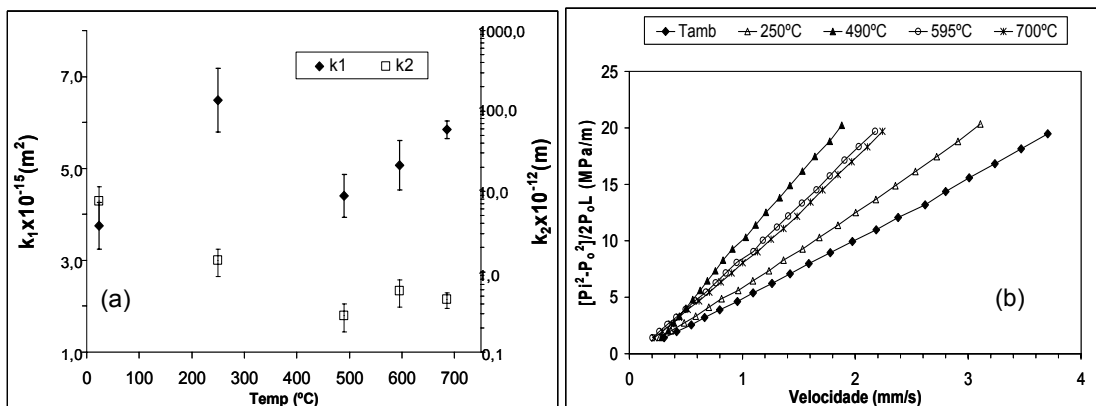 k1 k2
7,0
5,0
3,0
1,0
k₁x10⁻¹⁵(m²)
1000,0
100,0
10,0
1,0
0,1
k₂x10⁻¹²(m)
(a)
0 100 200 300 400 500 600 700
Temp (ºC)
Tamb 250ºC 490ºC 595ºC 700ºC
25
20
15
10
5
0
[Pi²-Pₒ²]/2PₒL (MPa/m)
(b)
0 1 2 3 4
Velocidade (mm/s)